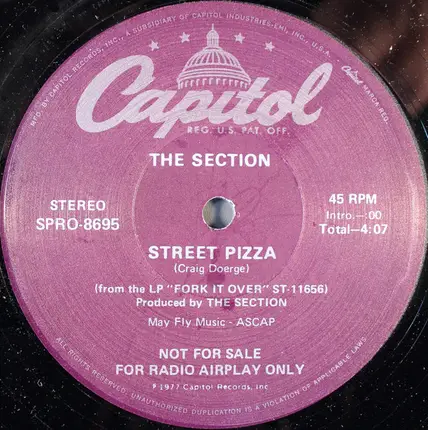 MFD. BY CAPITOL RECORDS, INC., A SUBSIDIARY OF CAPITOL INDUSTRIES-EMI, INC., U.S.A.
Capitol MARCA REG.
Capitol
REG. U.S. PAT. OFF.
THE SECTION
STEREO
SPRO-8695
45 RPM
Intro.—:00
Total—4:07
STREET PIZZA
(Craig Doerge)
(from the LP "FORK IT OVER" ST-11656)
Produced by THE SECTION
May Fly Music - ASCAP
NOT FOR SALE
FOR RADIO AIRPLAY ONLY
℗ 1977 Capitol Records, Inc.
ALL RIGHTS RESERVED. UNAUTHORIZED DUPLICATION IS A VIOLATION OF APPLICABLE LAWS.